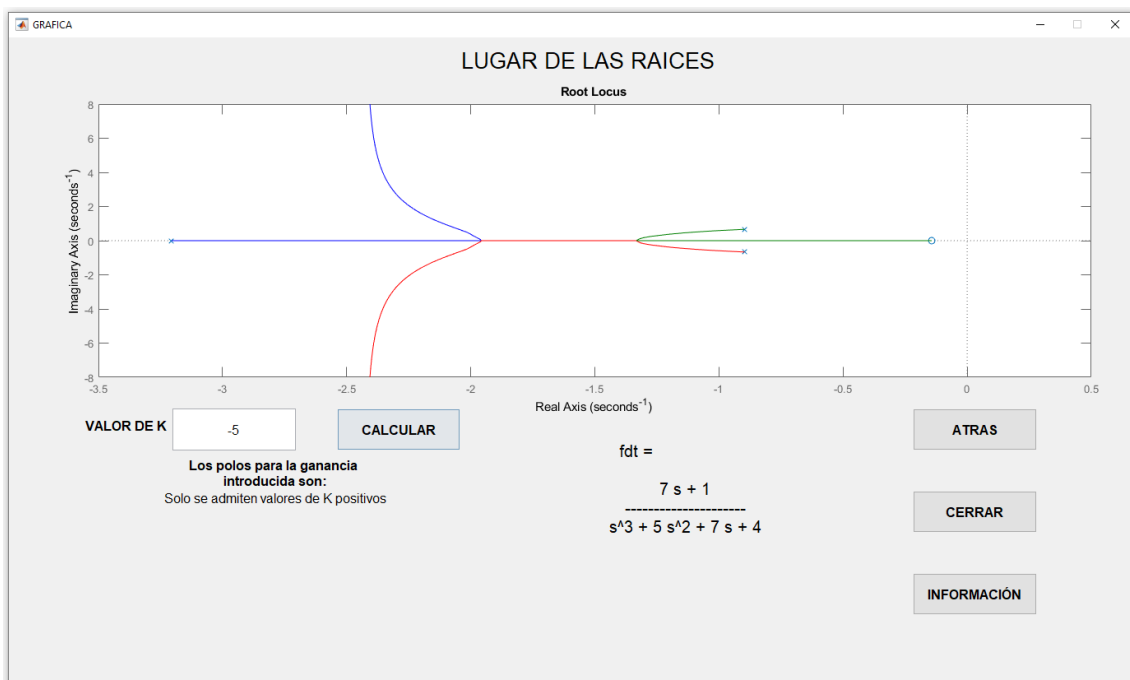 GRAFICA
LUGAR DE LAS RAICES
Root Locus
Imaginary Axis (seconds⁻¹)
8
6
4
2
0
-2
-4
-6
-8
-3.5 -3 -2.5 -2 -1.5 -1 -0.5 0 0.5
Real Axis (seconds⁻¹)
VALOR DE K
-5
CALCULAR
Los polos para la ganancia
introducida son:
Solo se admiten valores de K positivos
fdt =
7 s + 1
---------------------
s^3 + 5 s^2 + 7 s + 4
ATRAS
CERRAR
INFORMACIÓN